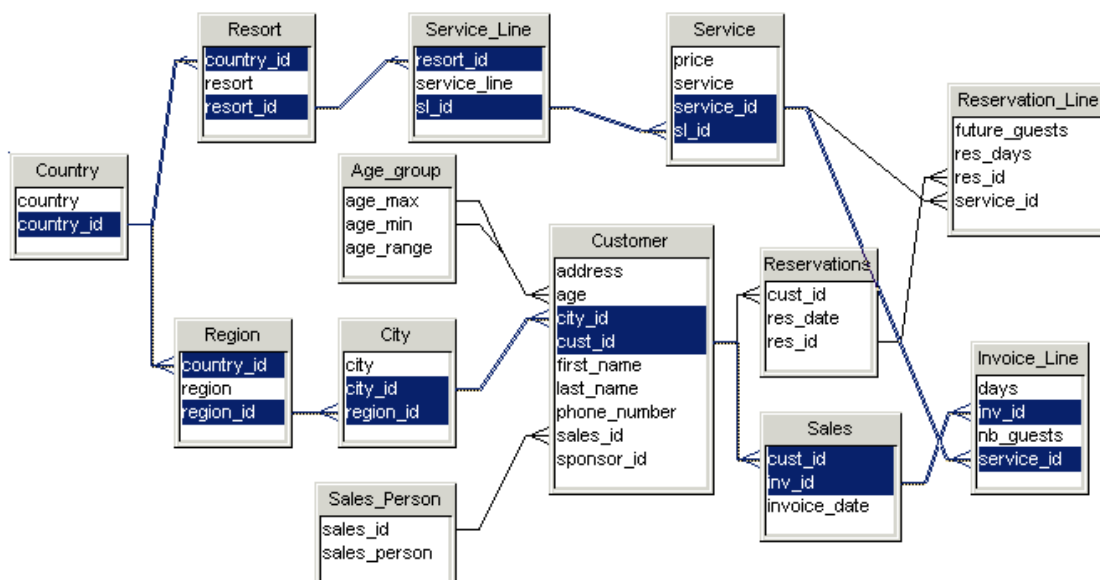 Resort
country_id
resort
resort_id
Service_Line
resort_id
service_line
sl_id
Service
price
service
service_id
sl_id
Reservation_Line
future_guests
res_days
res_id
service_id
Country
country
country_id
Age_group
age_max
age_min
age_range
Customer
address
age
city_id
cust_id
first_name
last_name
phone_number
sales_id
sponsor_id
Reservations
cust_id
res_date
res_id
Region
country_id
region
region_id
City
city
city_id
region_id
Invoice_Line
days
inv_id
nb_guests
service_id
Sales
cust_id
inv_id
invoice_date
Sales_Person
sales_id
sales_person